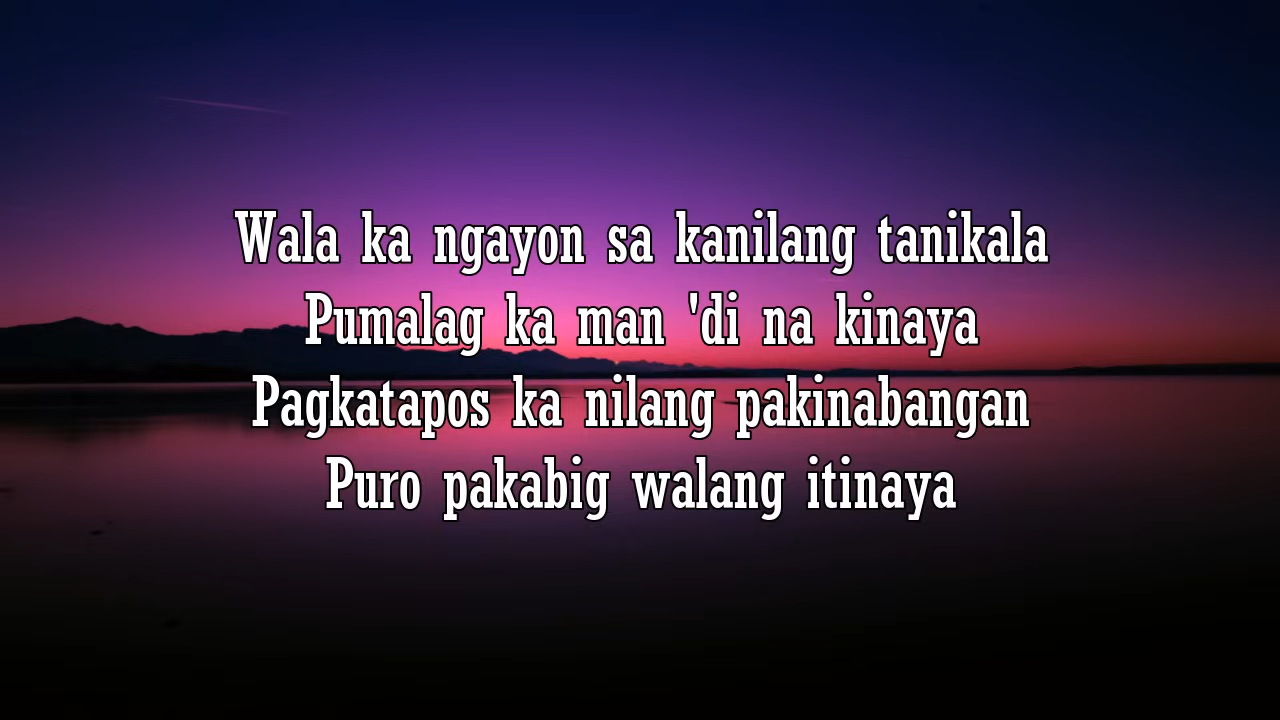 Wala ka ngayon sa kanilang tanikala
Pumalag ka man 'di na kinaya
Pagkatapos ka nilang pakinabangan
Puro pakabig walang itinaya